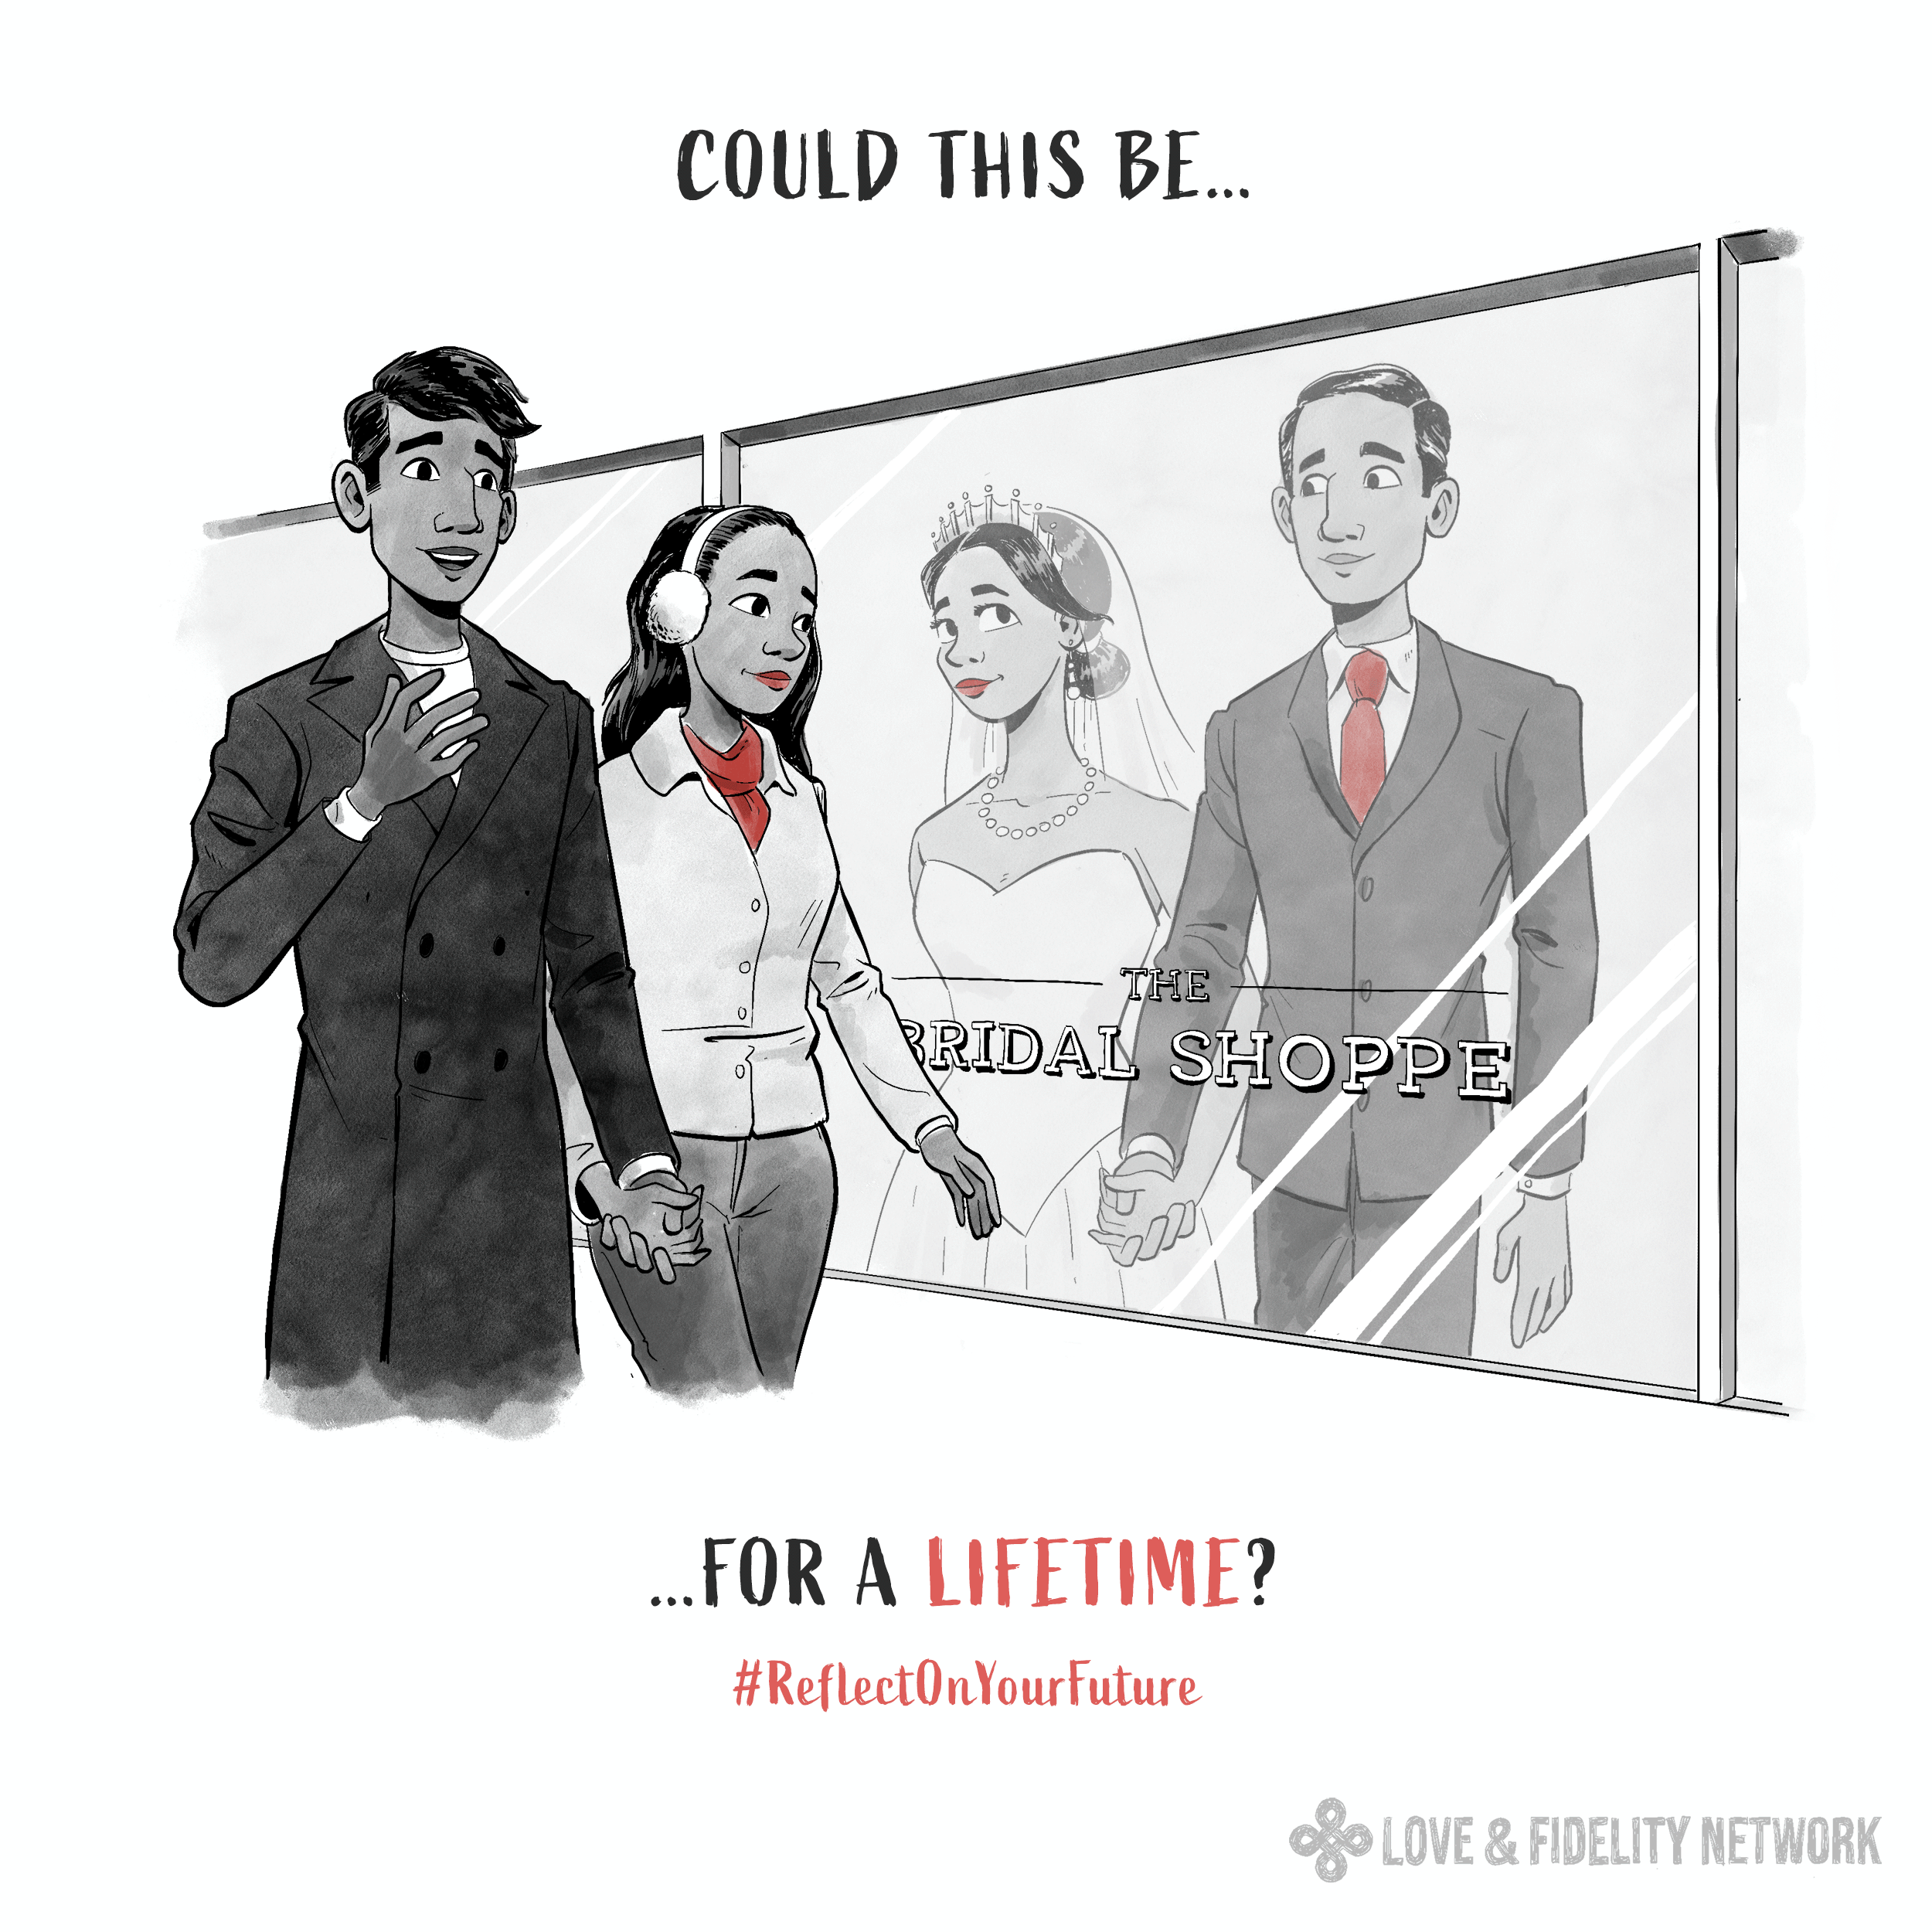 COULD THIS BE...
THE
BRIDAL SHOPPE
...FOR A LIFETIME?
#ReflectOnYourFuture
LOVE & FIDELITY NETWORK